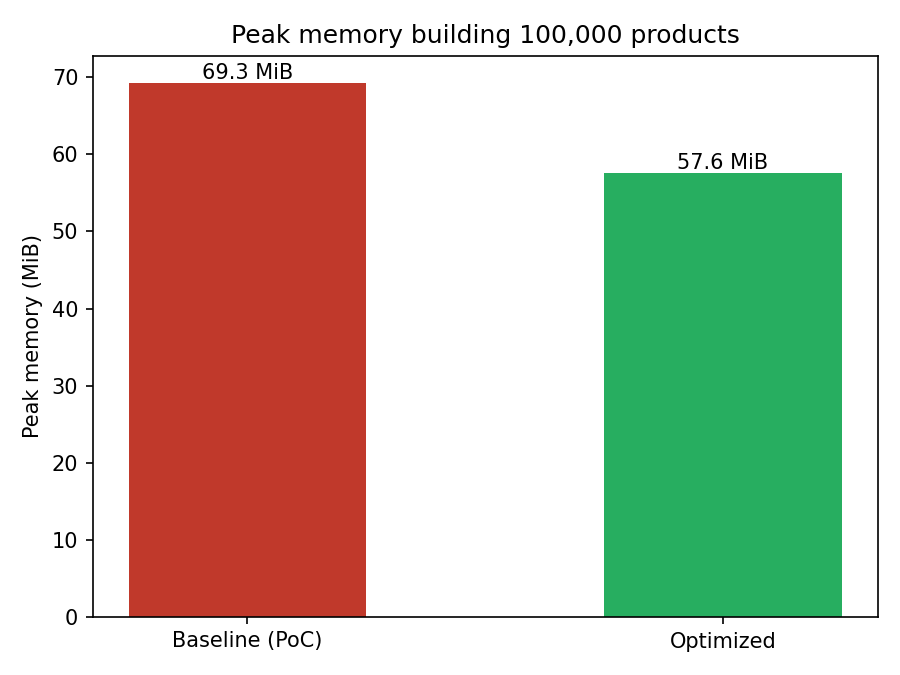 Peak memory building 100,000 products
69.3 MiB
57.6 MiB
Peak memory (MiB)
70
60
50
40
30
20
10
0
Baseline (PoC)
Optimized